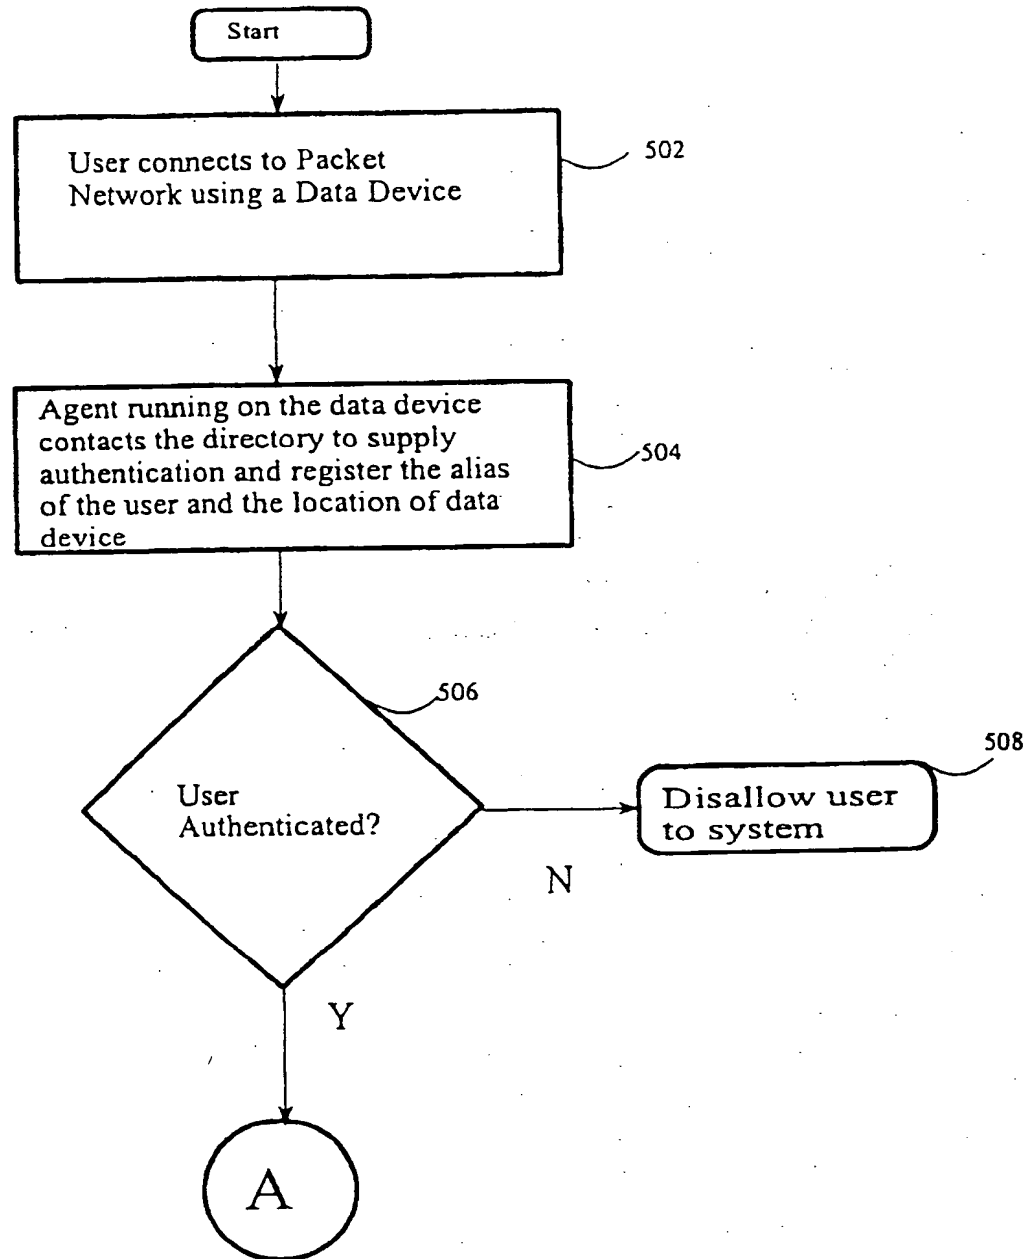 Start
User connects to Packet
Network using a Data Device
502
Agent running on the data device
contacts the directory to supply
authentication and register the alias
of the user and the location of data
device
504
506
User
Authenticated?
508
Disallow user
to system
N
Y
A